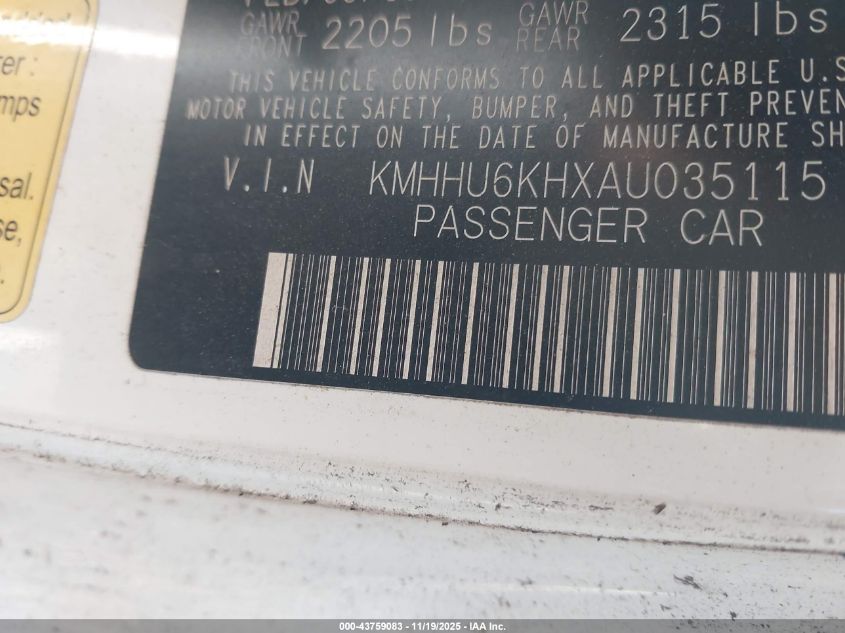 GAWR FRONT 2205 lbs GAWR REAR 2315 lbs
THIS VEHICLE CONFORMS TO ALL APPLICABLE U.S
MOTOR VEHICLE SAFETY, BUMPER, AND THEFT PREVEN
IN EFFECT ON THE DATE OF MANUFACTURE SH
V.I.N KMHHU6KHXAU035115
PASSENGER CAR
rer :
mps
sal.
se,
000-43759083 - 11/19/2025 - IAA Inc.